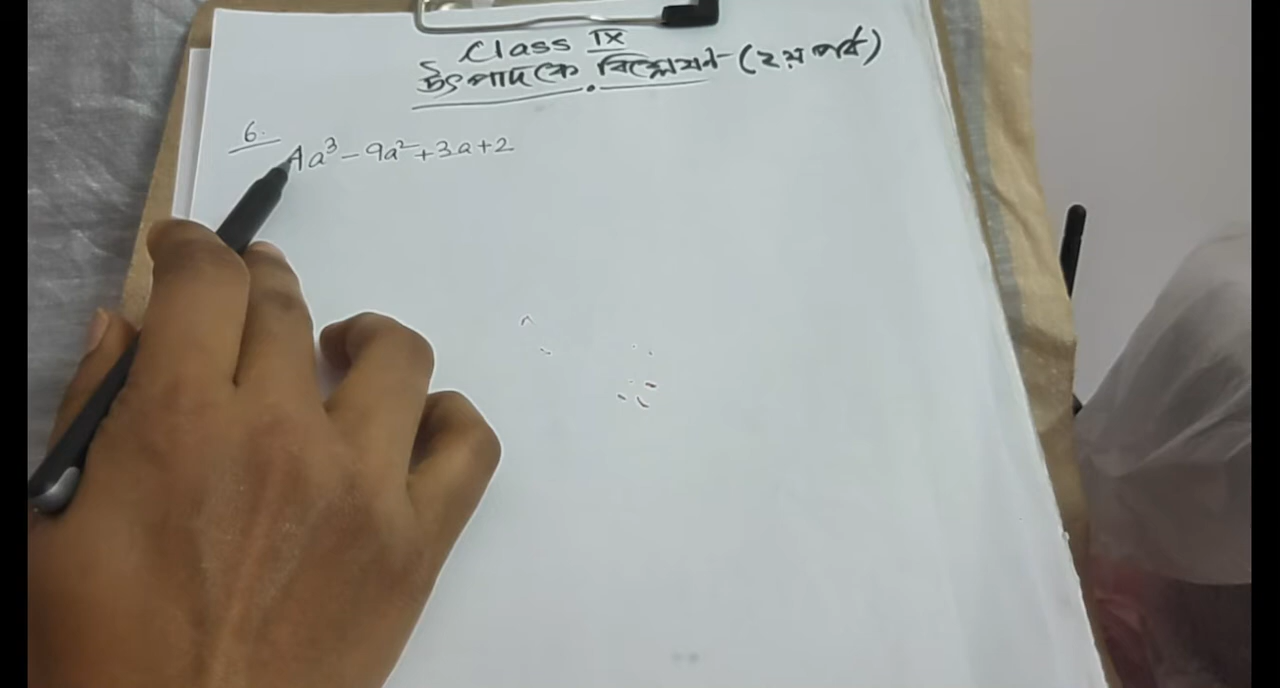 Class IX
উৎপাদকে বিশ্লেষণ (২য় পর্ব)
6.
4a³ - 9a² + 3a + 2